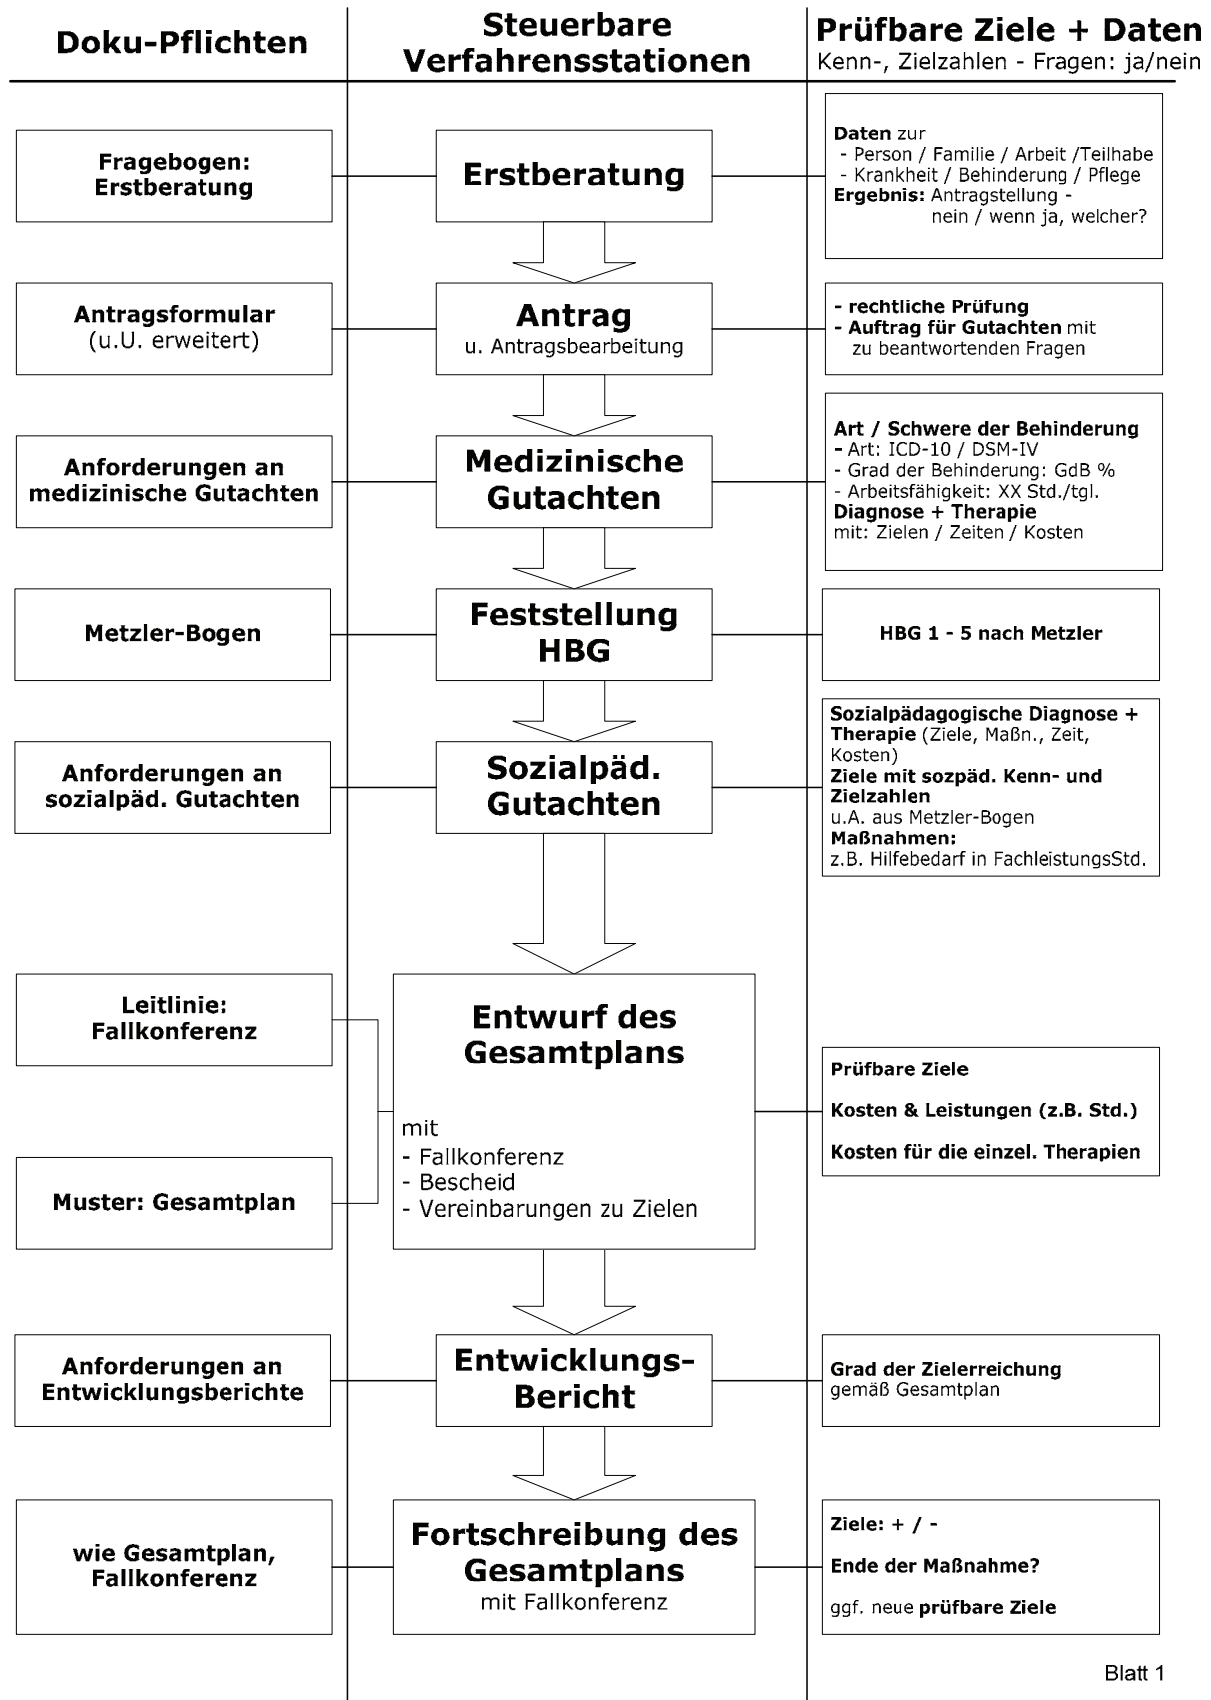 Doku-Pflichten
Steuerbare
Verfahrensstationen
Prüfbare Ziele + Daten
Kenn-, Zielzahlen - Fragen: ja/nein
Fragebogen:
Erstberatung
Erstberatung
Daten zur
- Person / Familie / Arbeit /Teilhabe
- Krankheit / Behinderung / Pflege
Ergebnis: Antragstellung -
nein / wenn ja, welcher?
Antragsformular
(u.U. erweitert)
Antrag
u. Antragsbearbeitung
- rechtliche Prüfung
- Auftrag für Gutachten mit
zu beantwortenden Fragen
Anforderungen an
medizinische Gutachten
Medizinische
Gutachten
Art / Schwere der Behinderung
- Art: ICD-10 / DSM-IV
- Grad der Behinderung: GdB %
- Arbeitsfähigkeit: XX Std./tgl.
Diagnose + Therapie
mit: Zielen / Zeiten / Kosten
Metzler-Bogen
Feststellung
HBG
HBG 1 - 5 nach Metzler
Anforderungen an
sozialpäd. Gutachten
Sozialpäd.
Gutachten
Sozialpädagogische Diagnose +
Therapie (Ziele, Maßn., Zeit,
Kosten)
Ziele mit sozpäd. Kenn- und
Zielzahlen
u.A. aus Metzler-Bogen
Maßnahmen:
z.B. Hilfebedarf in FachleistungsStd.
Leitlinie:
Fallkonferenz
Muster: Gesamtplan
Entwurf des
Gesamtplans
mit
- Fallkonferenz
- Bescheid
- Vereinbarungen zu Zielen
Prüfbare Ziele
Kosten & Leistungen (z.B. Std.)
Kosten für die einzel. Therapien
Anforderungen an
Entwicklungsberichte
Entwicklungs-
Bericht
Grad der Zielerreichung
gemäß Gesamtplan
wie Gesamtplan,
Fallkonferenz
Fortschreibung des
Gesamtplans
mit Fallkonferenz
Ziele: + / -
Ende der Maßnahme?
ggf. neue prüfbare Ziele
Blatt 1